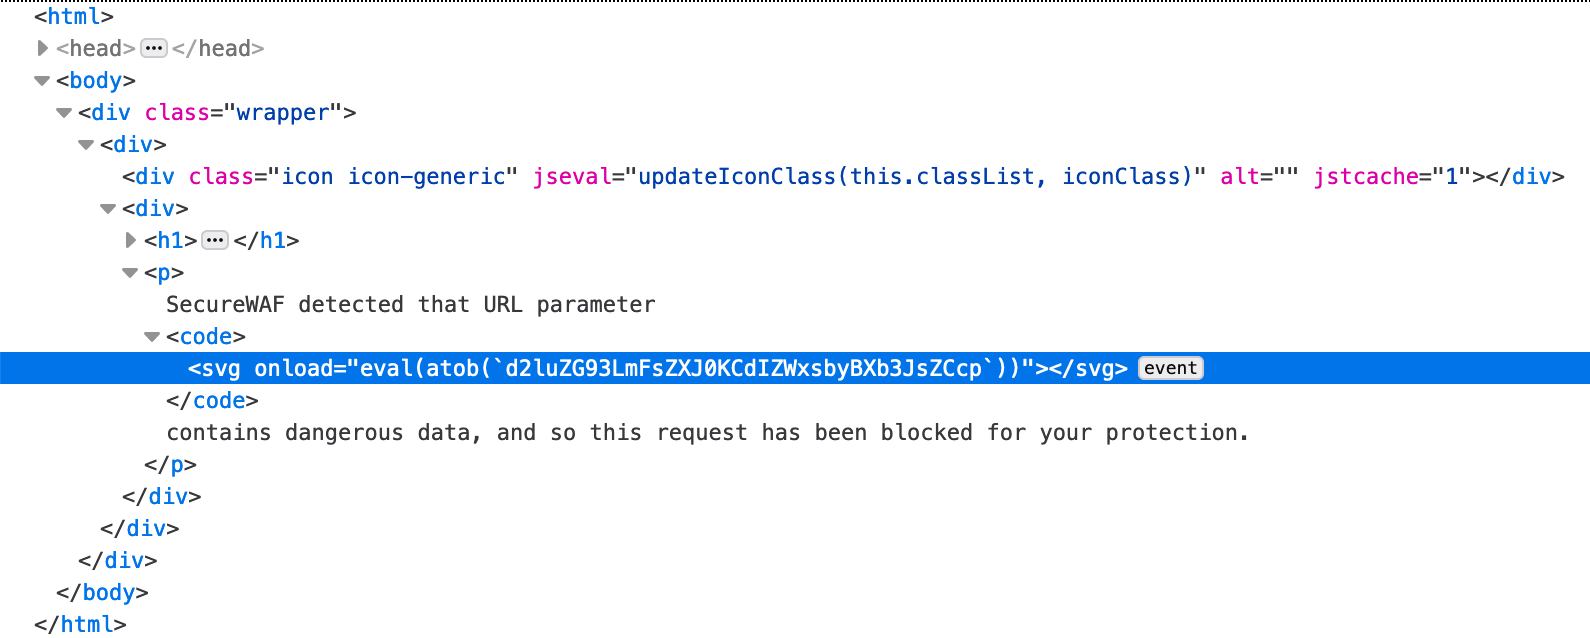 <html>
<head> ··· </head>
<body>
<div class="wrapper">
<div>
<div class="icon icon-generic" jseval="updateIconClass(this.classList, iconClass)" alt="" jstcache="1"></div>
<div>
<h1> ··· </h1>
<p>
SecureWAF detected that URL parameter
<code>
<svg onload="eval(atob(`d2luZG93LmFsZXJ0KCdIZWxsbyBXb3JsZCcp`))"></svg> event
</code>
contains dangerous data, and so this request has been blocked for your protection.
</p>
</div>
</div>
</div>
</body>
</html>